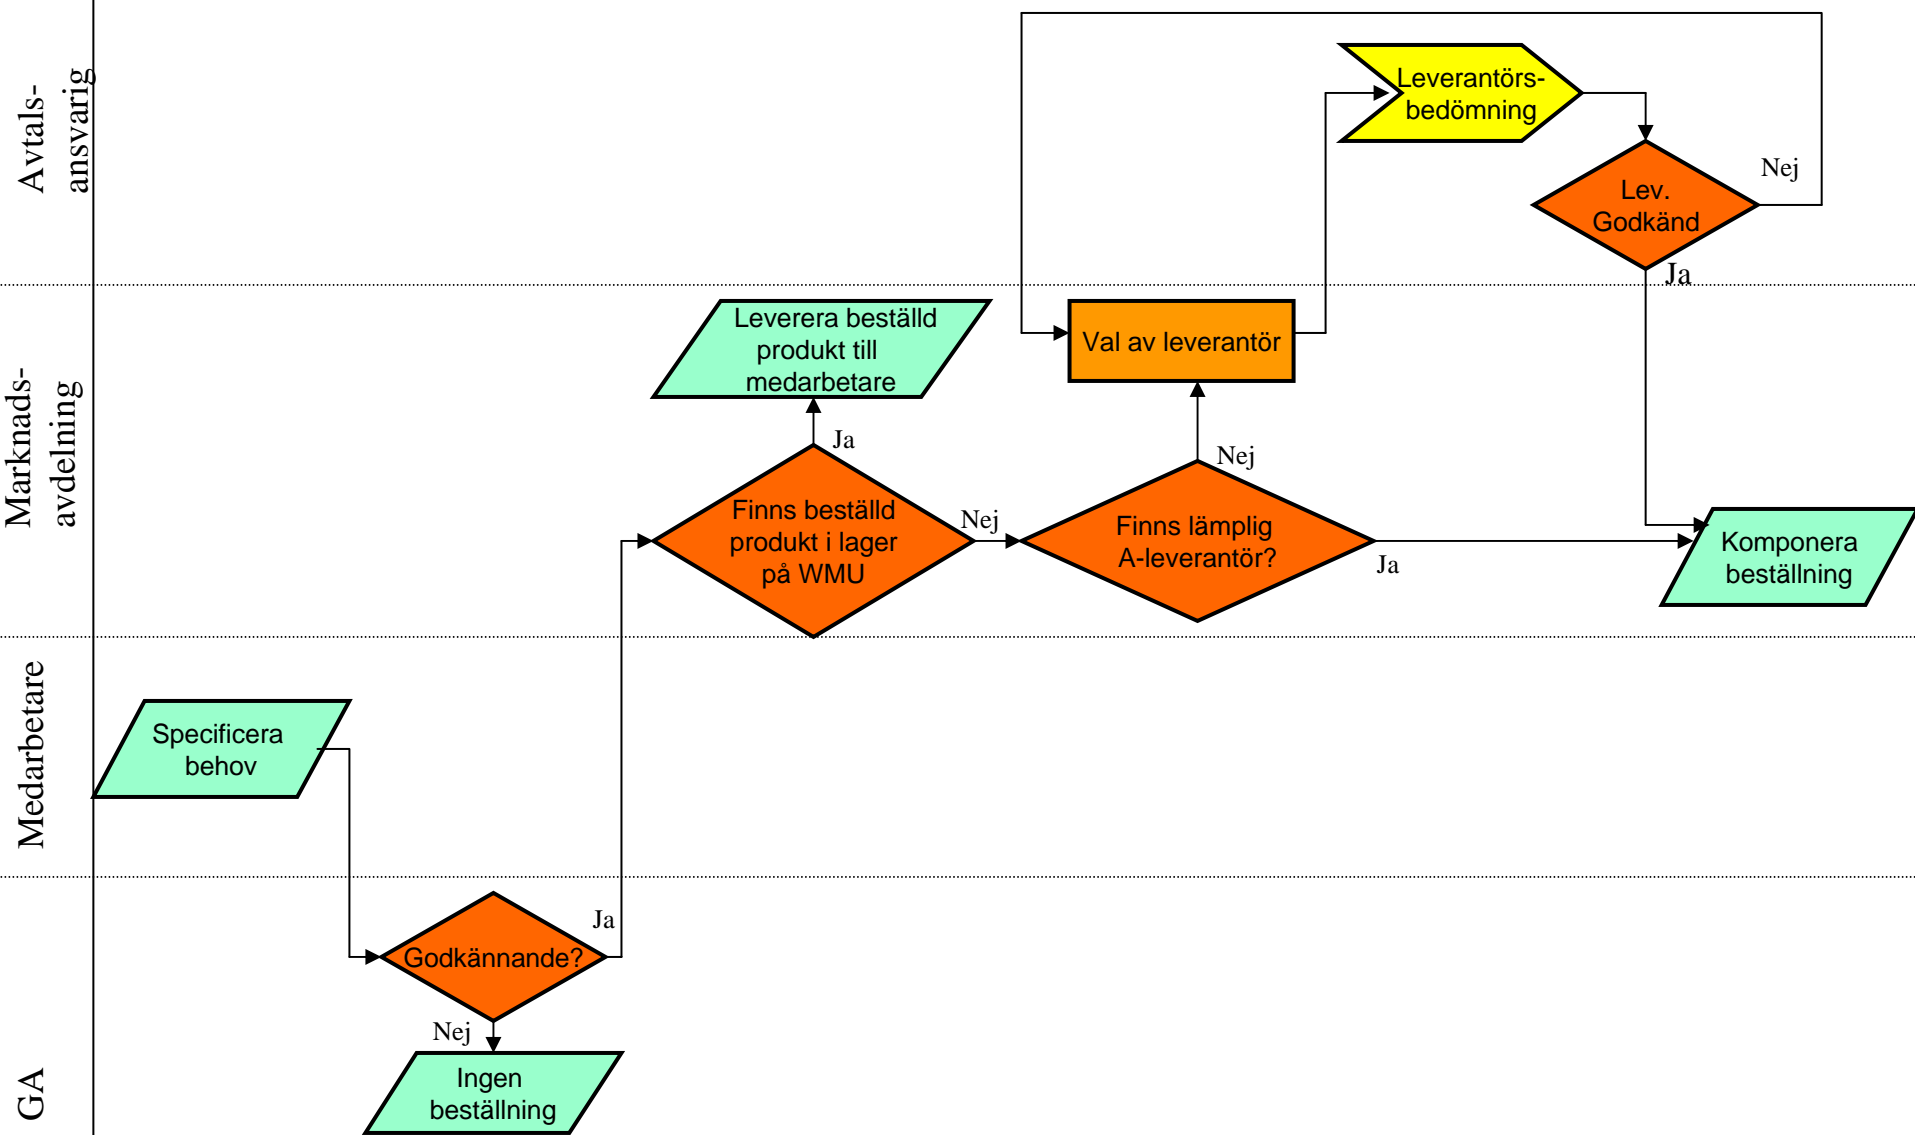 Avtals-
ansvarig
Leverantörs-
bedömning
Lev.
Godkänd
Nej
Ja
Marknads-
avdelning
Leverera beställd
produkt till
medarbetare
Val av leverantör
Ja
Nej
Finns beställd
produkt i lager
på WMU
Nej
Finns lämplig
A-leverantör?
Ja
Komponera
beställning
Medarbetare
Specificera
behov
GA
Godkännande?
Ja
Nej
Ingen
beställning